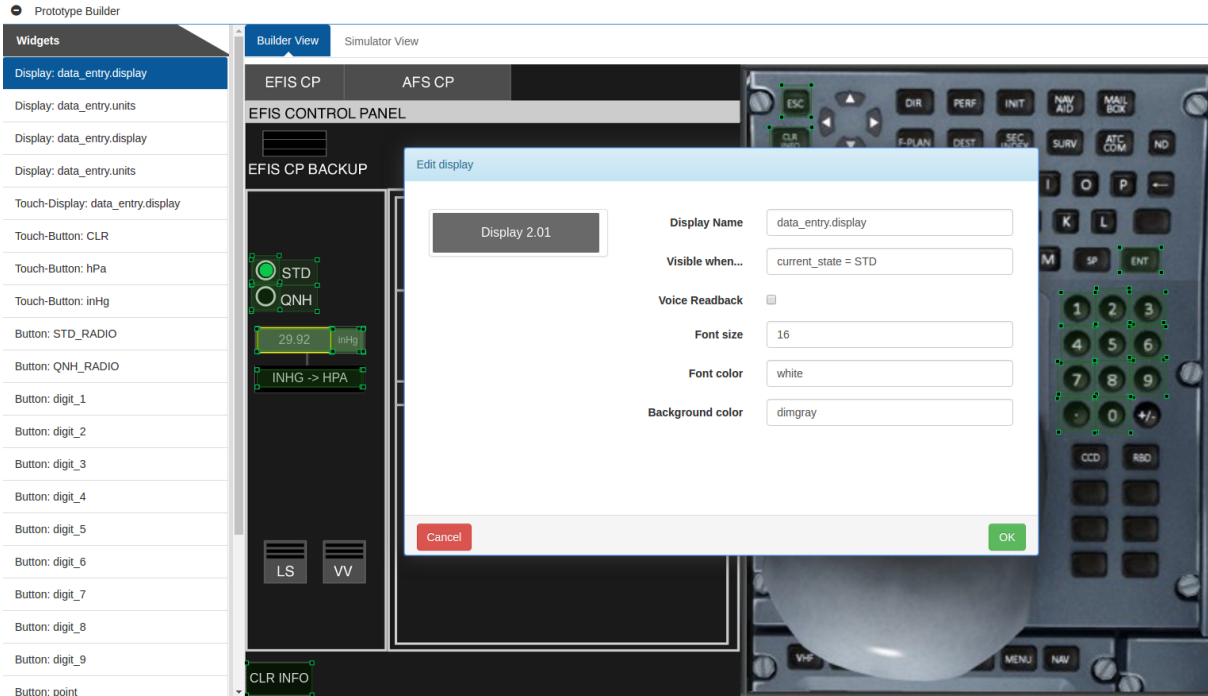 Prototype Builder
Widgets
Display: data_entry.display
Display: data_entry.units
Display: data_entry.display
Display: data_entry.units
Touch-Display: data_entry.display
Touch-Button: CLR
Touch-Button: hPa
Touch-Button: inHg
Button: STD_RADIO
Button: QNH_RADIO
Button: digit_1
Button: digit_2
Button: digit_3
Button: digit_4
Button: digit_5
Button: digit_6
Button: digit_7
Button: digit_8
Button: digit_9
Button: point
Builder View
Simulator View
EFIS CP
AFS CP
EFIS CONTROL PANEL
EFIS CP BACKUP
STD
QNH
29.92
inHg
INHG -> HPA
LS
VV
CLR INFO
Edit display
Display 2.01
Display Name
data_entry.display
Visible when...
current_state = STD
Voice Readback
Font size
16
Font color
white
Background color
dimgray
Cancel
OK
ESC
DIR
PERF
INIT
NAV AID
MAIL BOX
CLR INFO
F-PLAN
DEST
SEC INDEX
SURV
ATC COM
ND
I
O
P
K
L
M
SP
ENT
1
2
3
4
5
6
7
8
9
.
0
+/-
CCD
RBD
VHF
MENU
NAV